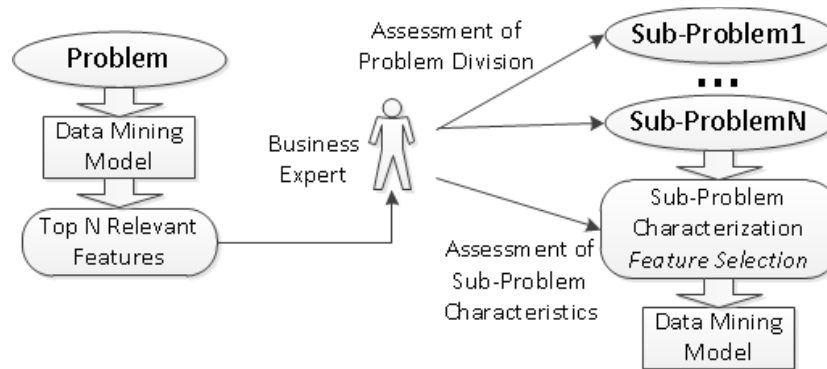 Problem
Data Mining
Model
Top N Relevant
Features
Business
Expert
Assessment of
Problem Division
Assessment of
Sub-Problem
Characteristics
Sub-Problem1
...
Sub-ProblemN
Sub-Problem
Characterization
Feature Selection
Data Mining
Model